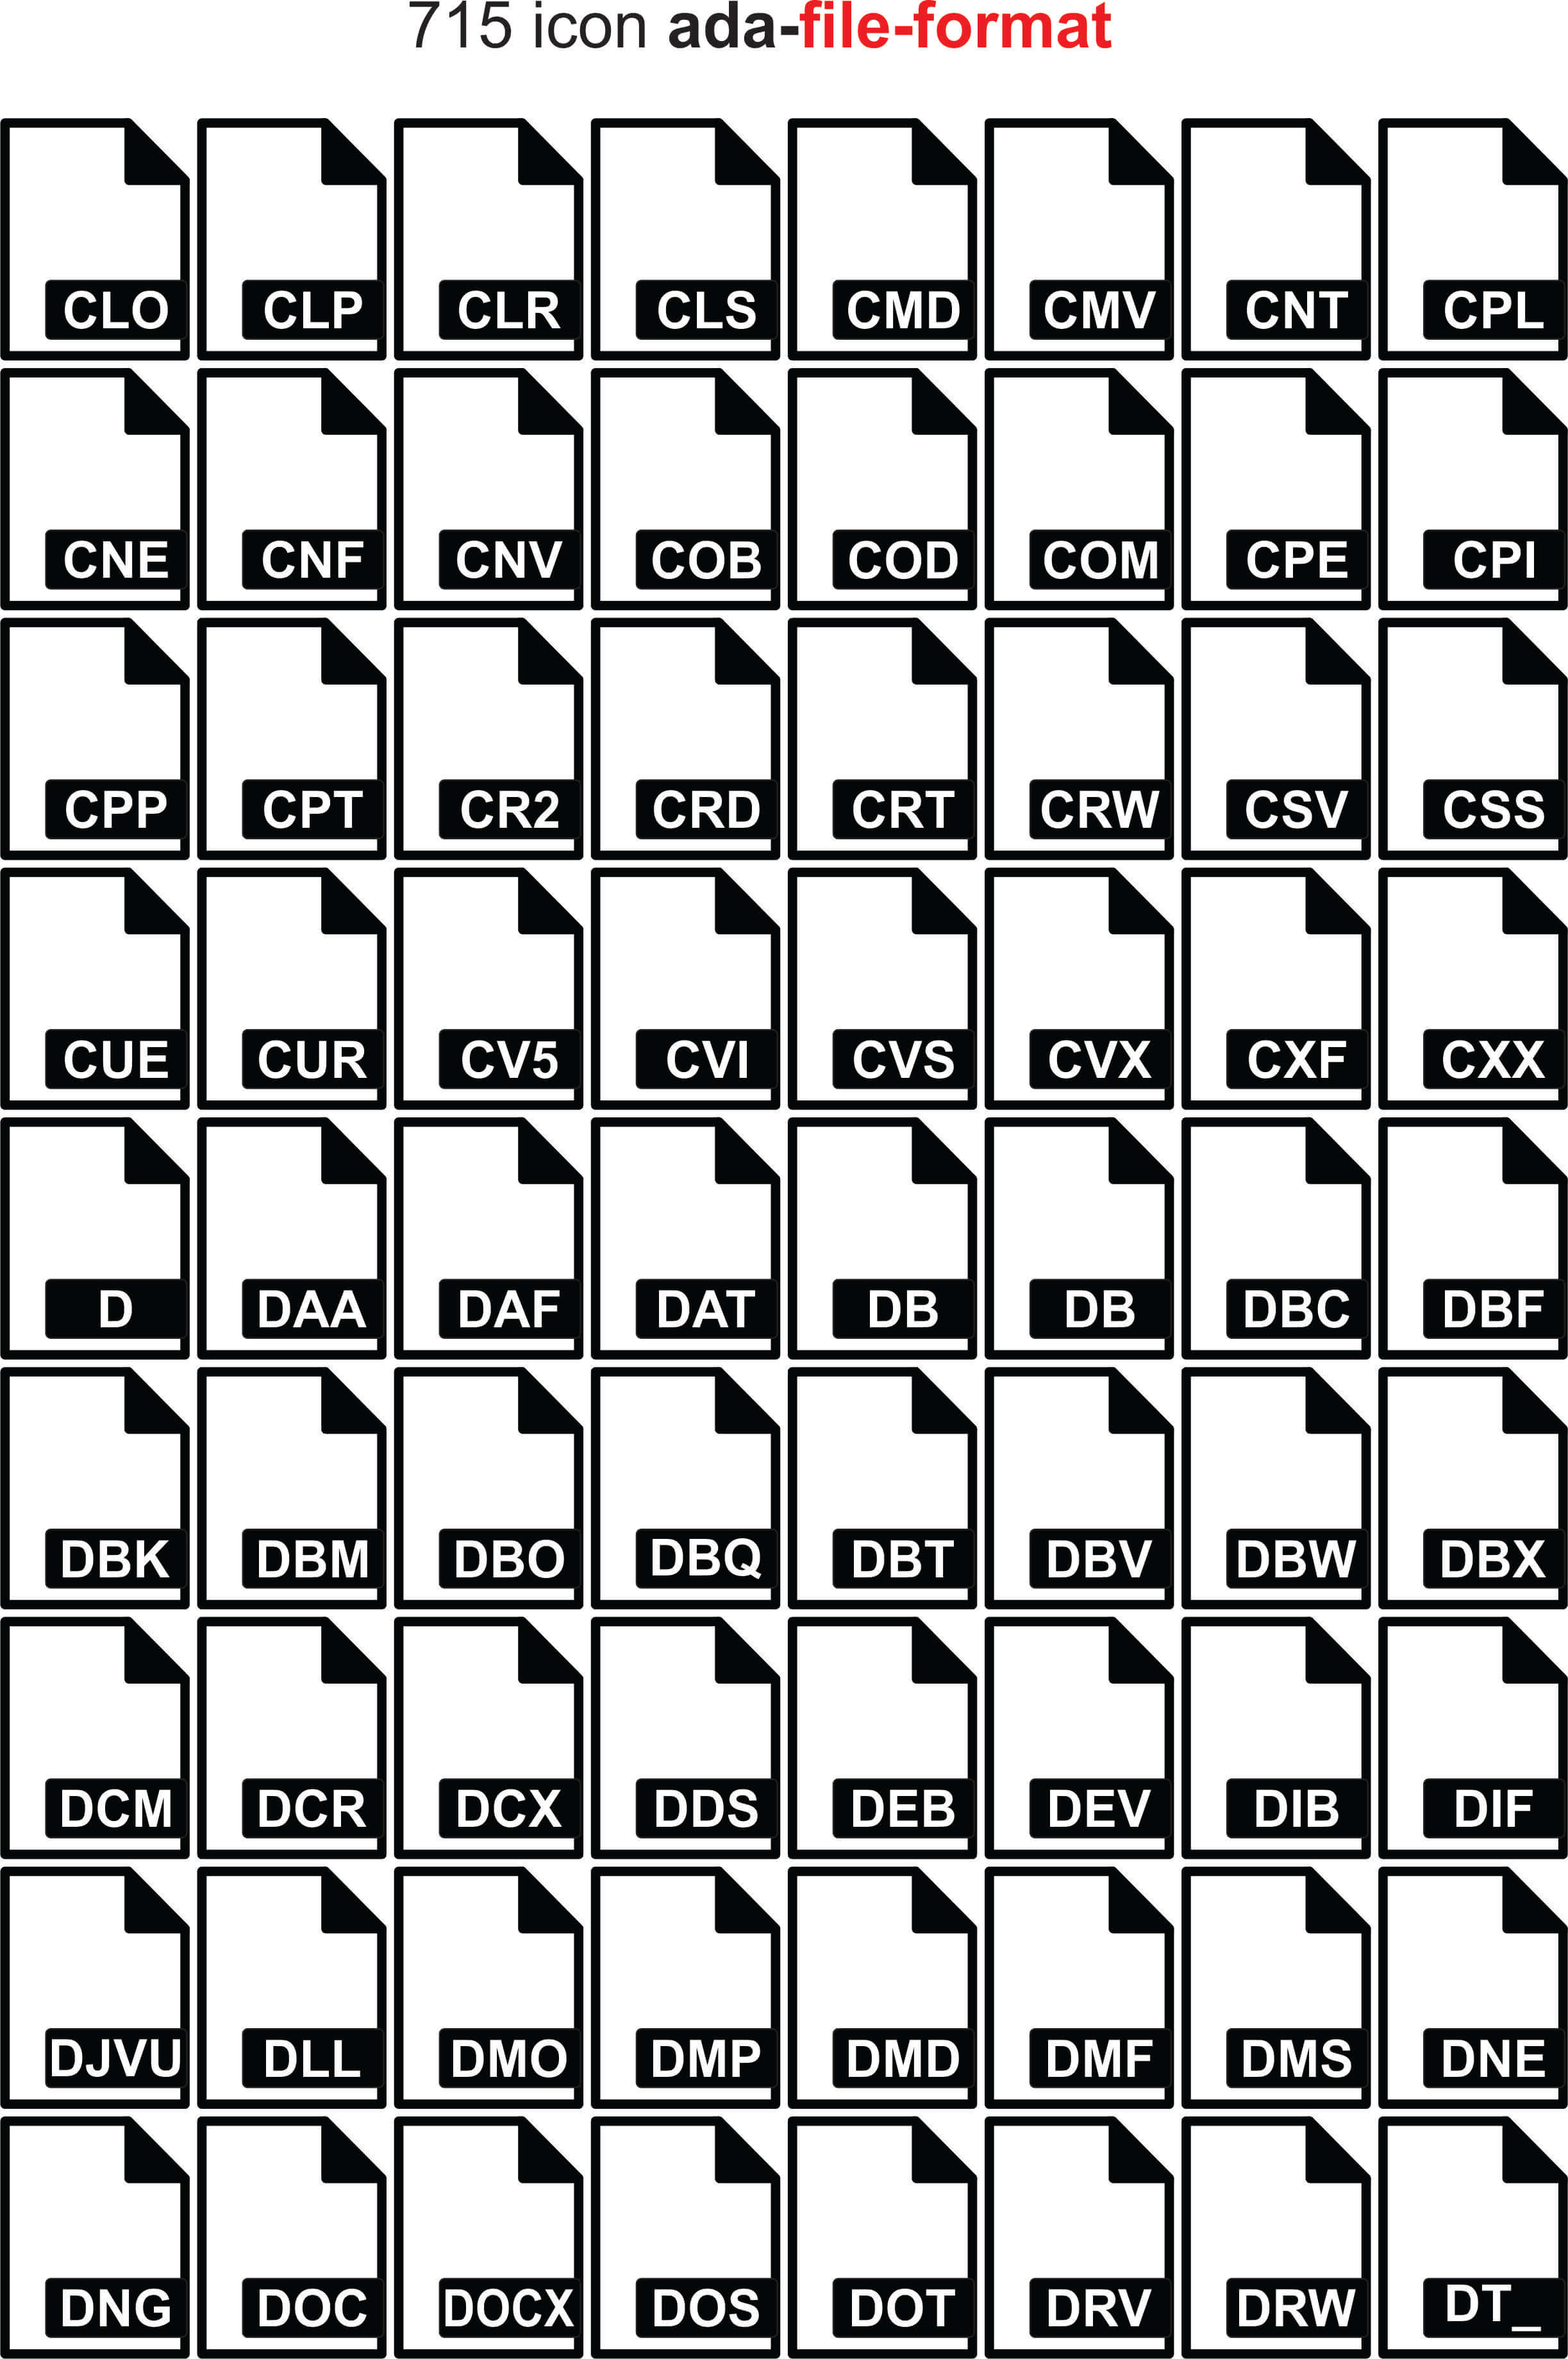 715 icon ada-file-format
CLO CLP CLR CLS CMD CMV CNT CPL
CNE CNF CNV COB COD COM CPE CPI
CPP CPT CR2 CRD CRT CRW CSV CSS
CUE CUR CV5 CVI CVS CVX CXF CXX
D DAA DAF DAT DB DB DBC DBF
DBK DBM DBO DBQ DBT DBV DBW DBX
DCM DCR DCX DDS DEB DEV DIB DIF
DJVU DLL DMO DMP DMD DMF DMS DNE
DNG DOC DOCX DOS DOT DRV DRW DT_